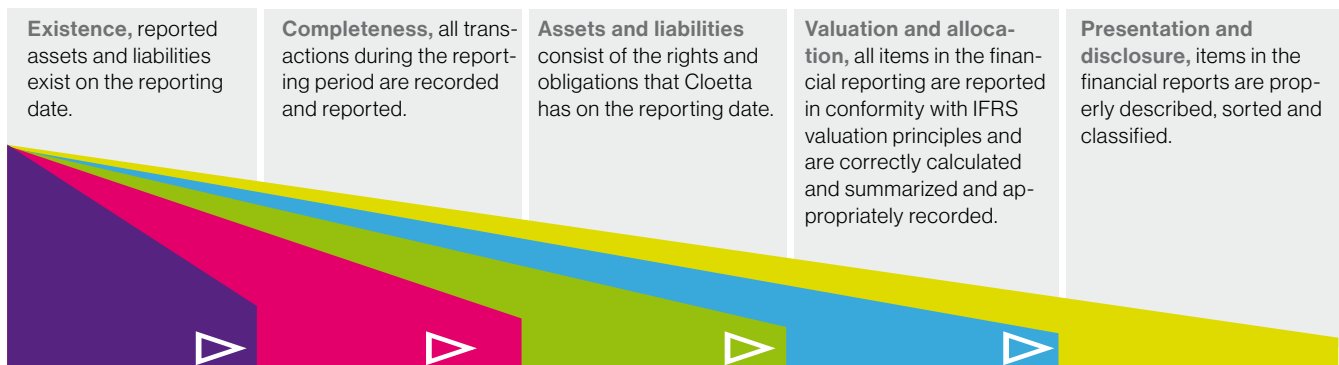 Existence, reported
assets and liabilities
exist on the reporting
date.
Completeness, all trans-
actions during the report-
ing period are recorded
and reported.
Assets and liabilities
consist of the rights and
obligations that Cloetta
has on the reporting date.
Valuation and alloca-
tion, all items in the finan-
cial reporting are reported
in conformity with IFRS
valuation principles and
are correctly calculated
and summarized and ap-
propriately recorded.
Presentation and
disclosure, items in the
financial reports are prop-
erly described, sorted and
classified.